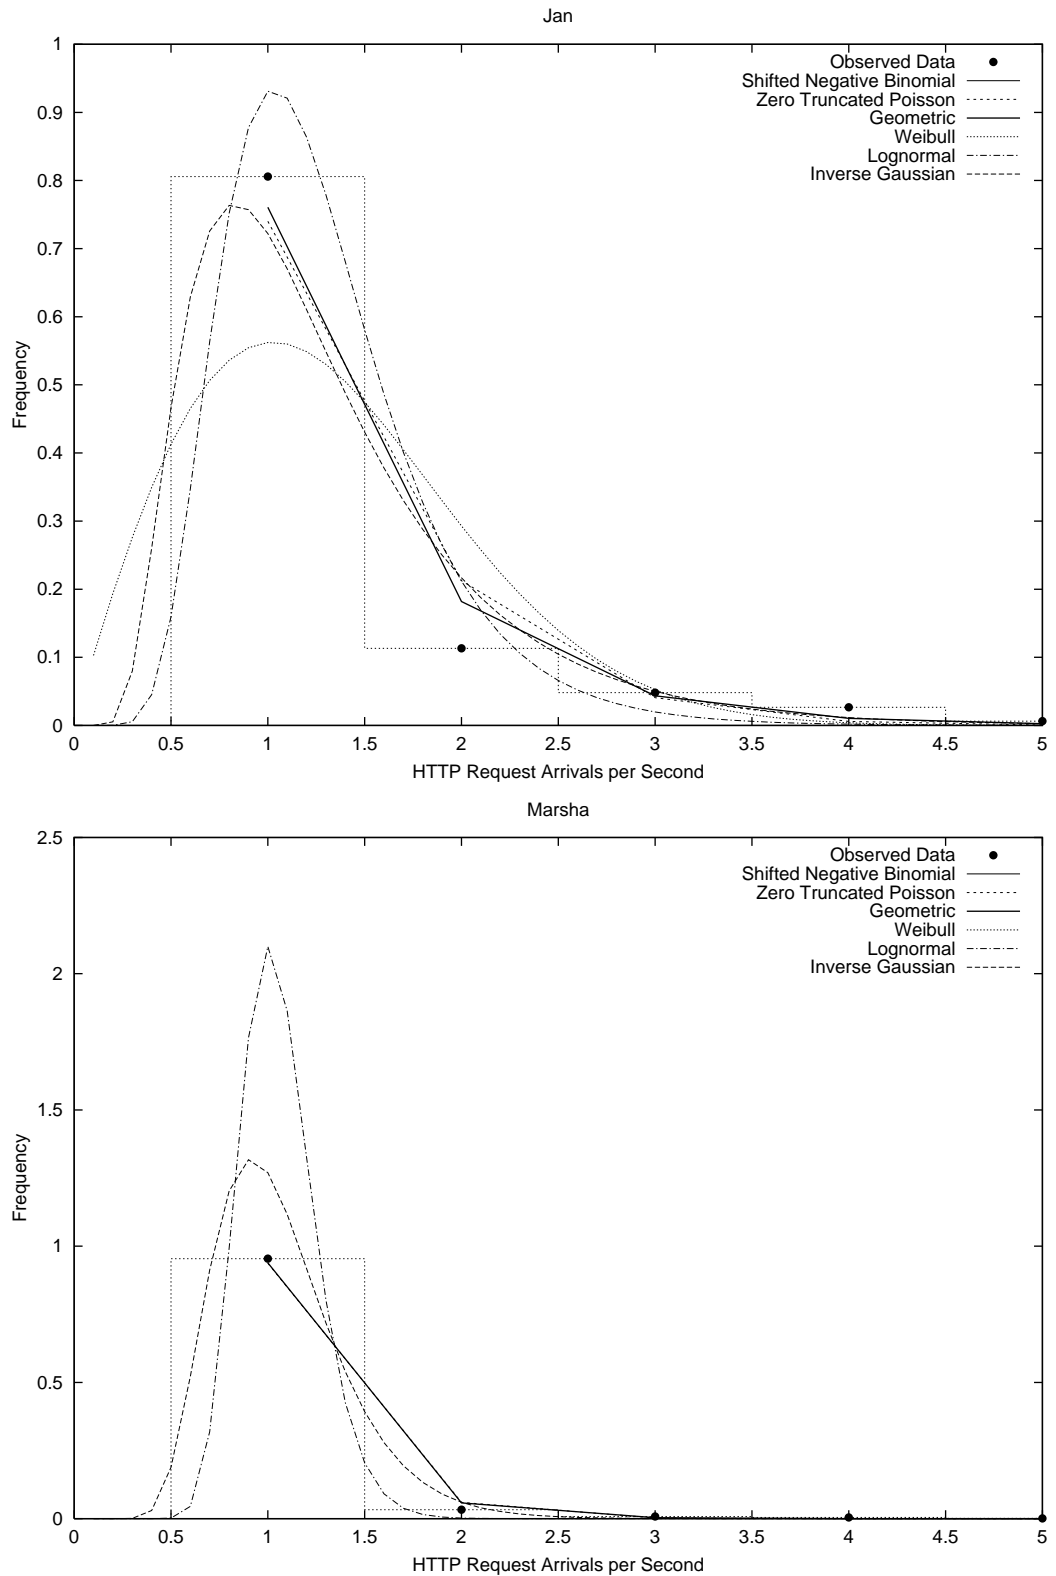 Jan
1
0.9
0.8
0.7
0.6
0.5
0.4
0.3
0.2
0.1
0
Frequency
Observed Data
Shifted Negative Binomial
Zero Truncated Poisson
Geometric
Weibull
Lognormal
Inverse Gaussian
0 0.5 1 1.5 2 2.5 3 3.5 4 4.5 5
HTTP Request Arrivals per Second
Marsha
2.5
2
1.5
1
0.5
0
Frequency
Observed Data
Shifted Negative Binomial
Zero Truncated Poisson
Geometric
Weibull
Lognormal
Inverse Gaussian
0 0.5 1 1.5 2 2.5 3 3.5 4 4.5 5
HTTP Request Arrivals per Second